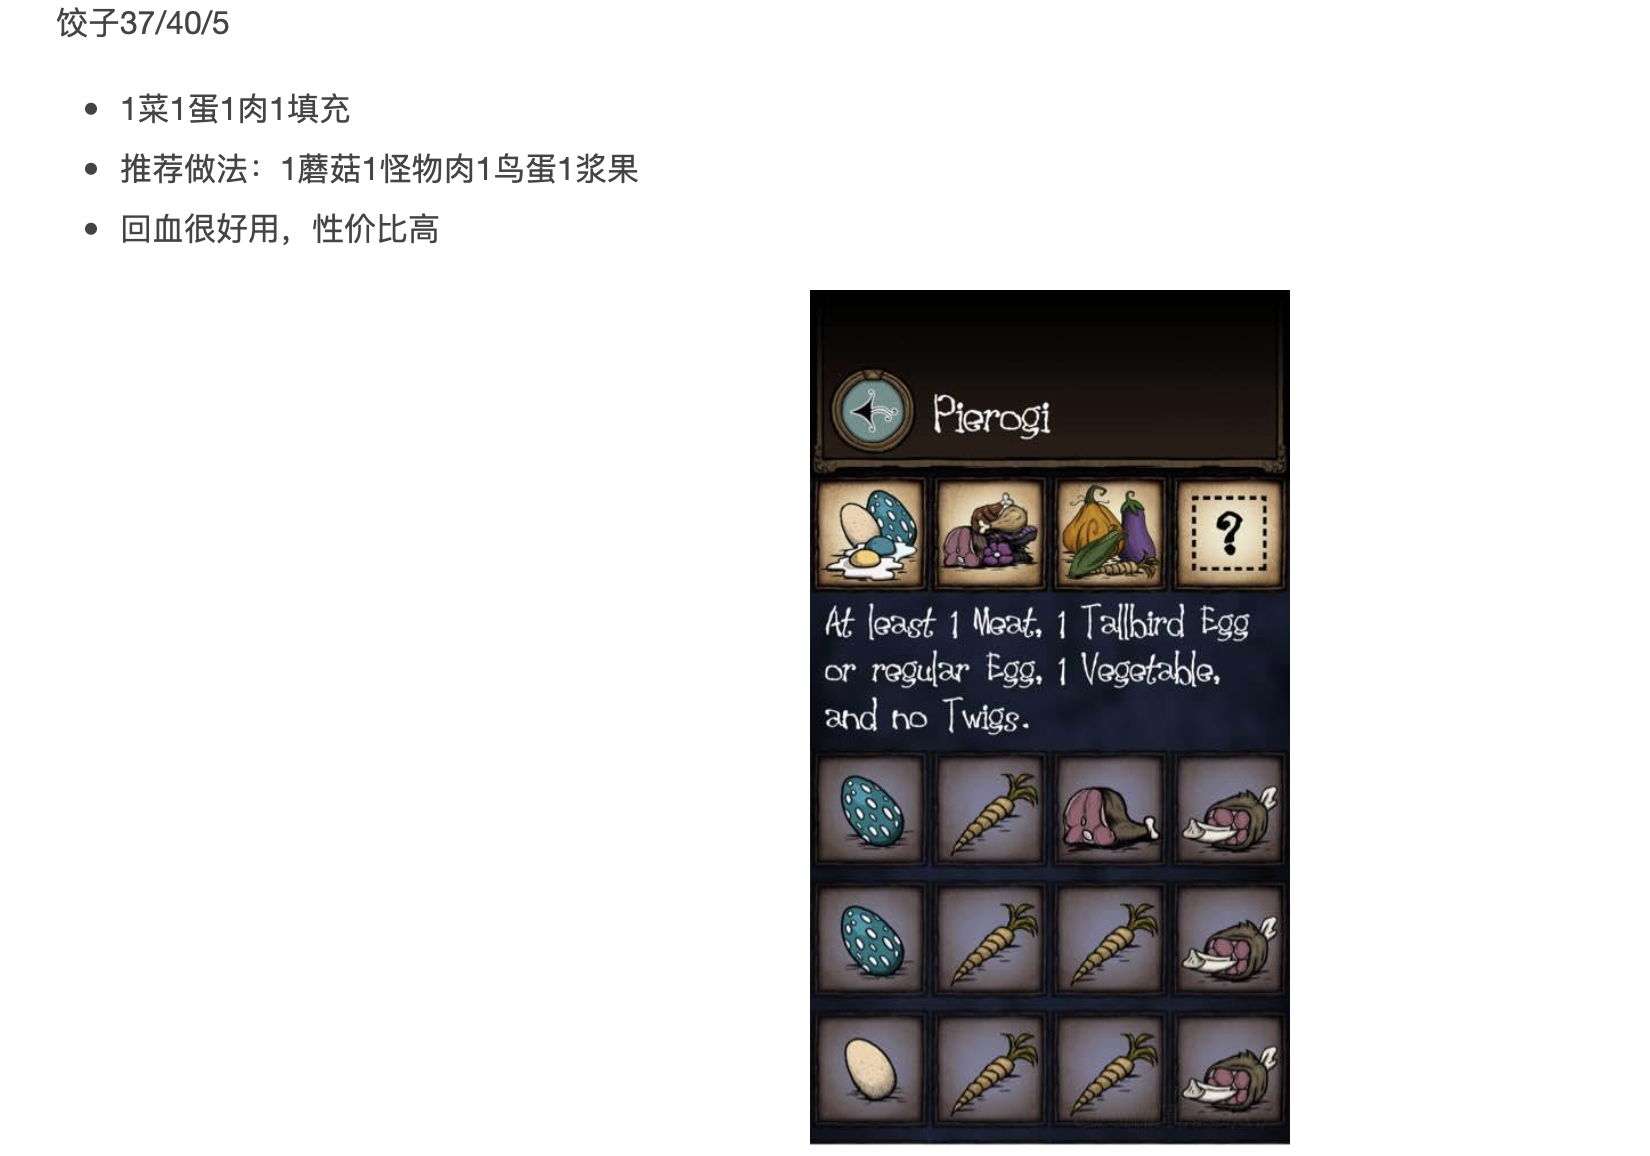 饺子37/40/5
1菜1蛋1肉1填充
推荐做法：1蘑菇1怪物肉1鸟蛋1浆果
回血很好用，性价比高
Pierogi
?
At least 1 Meat, 1 Tallbird Egg
or regular Egg, 1 Vegetable,
and no Twigs.